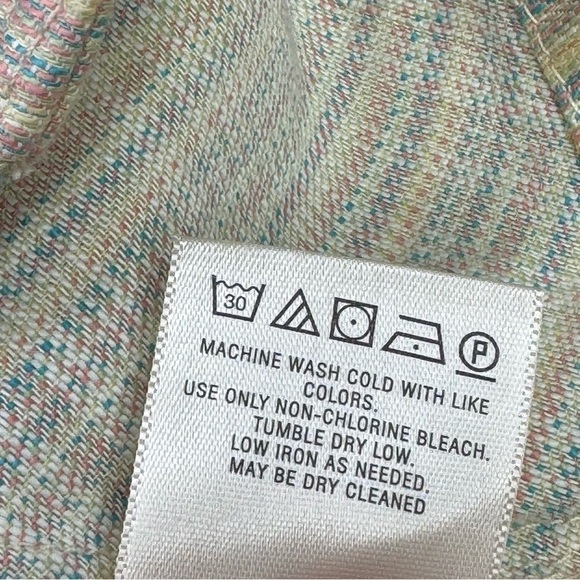 30 P
MACHINE WASH COLD WITH LIKE
COLORS.
USE ONLY NON-CHLORINE BLEACH.
TUMBLE DRY LOW.
LOW IRON AS NEEDED.
MAY BE DRY CLEANED